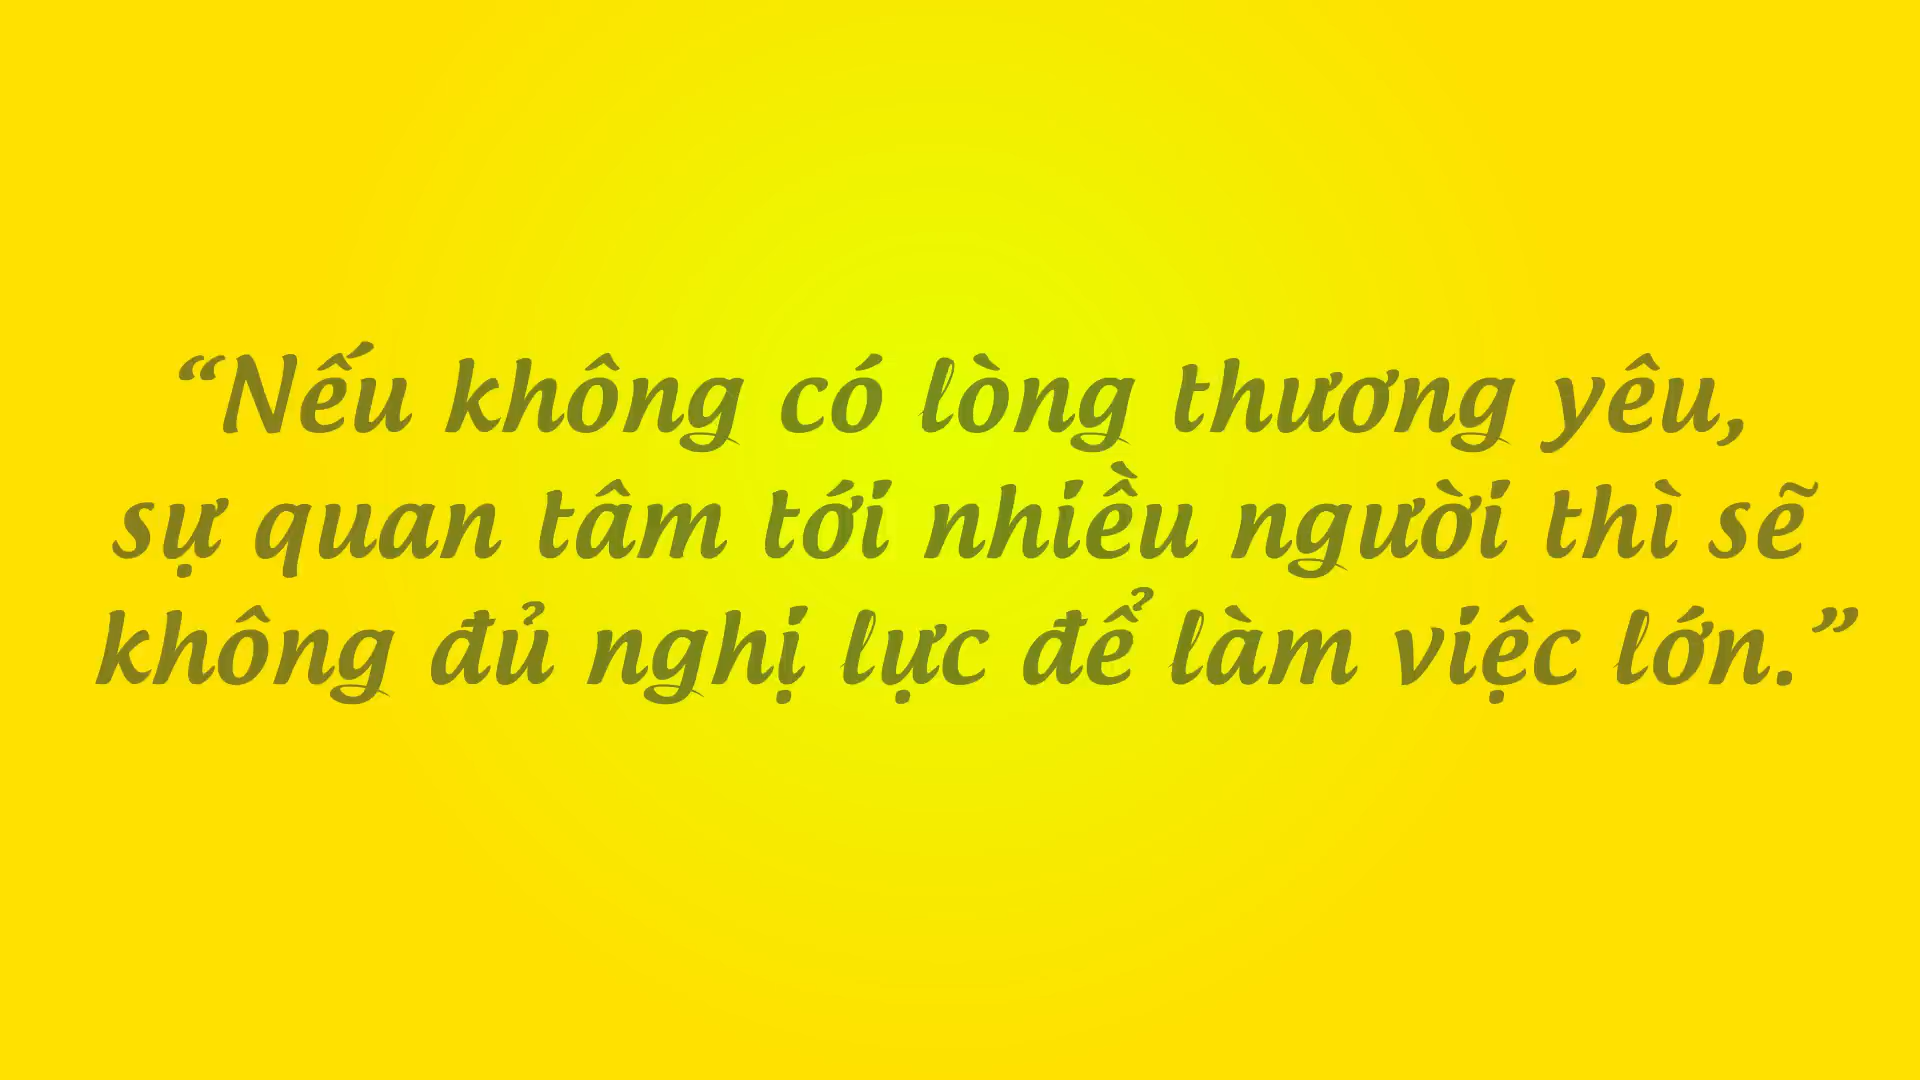 “Nếu không có lòng thương yêu,
sự quan tâm tới nhiều người thì sẽ
không đủ nghị lực để làm việc lớn.”